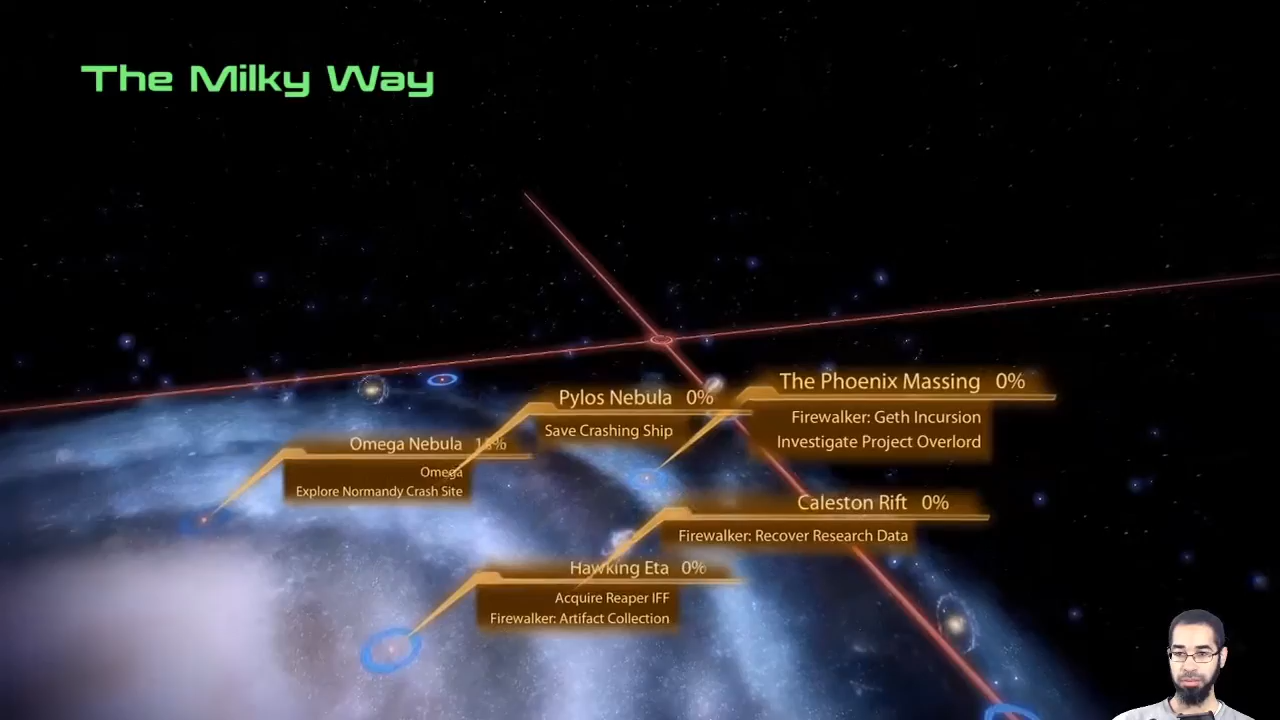 The Milky Way
The Phoenix Massing 0%
Firewalker: Geth Incursion
Investigate Project Overlord
Pylos Nebula 0%
Save Crashing Ship
Omega Nebula
Omega
Explore Normandy Crash Site
Caleston Rift 0%
Firewalker: Recover Research Data
Hawking Eta 0%
Acquire Reaper IFF
Firewalker: Artifact Collection